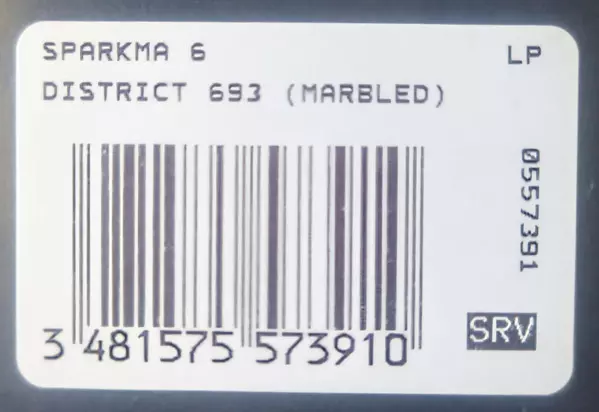 SPARKMA 6
LP
DISTRICT 693 (MARBLED)
0557391
SRV
3 481575 573910